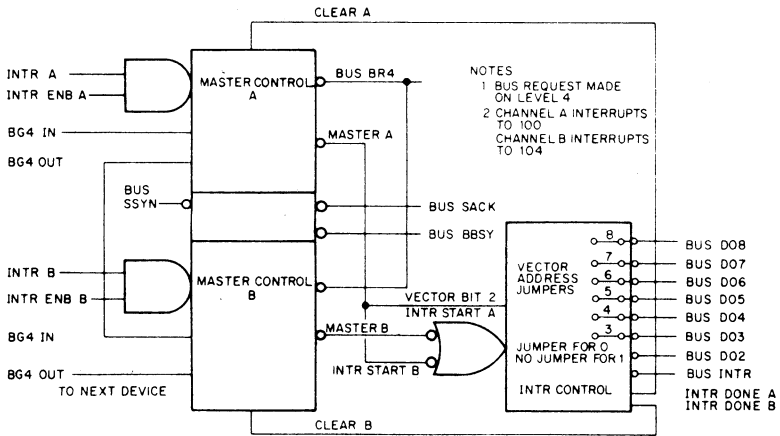 CLEAR A
INTR A
INTR ENB A
BG4 IN
BG4 OUT
BUS
SSYN
INTR B
INTR ENB B
BG4 IN
BG4 OUT
TO NEXT DEVICE
MASTER CONTROL
A
MASTER CONTROL
B
BUS BR4
MASTER A
BUS SACK
BUS BBSY
NOTES
1 BUS REQUEST MADE
ON LEVEL 4
2 CHANNEL A INTERRUPTS
TO 100
CHANNEL B INTERRUPTS
TO 104
VECTOR BIT 2
INTR START A
MASTER B
INTR START B
VECTOR
ADDRESS
JUMPERS
8
7
6
5
4
3
JUMPER FOR 0
NO JUMPER FOR 1
INTR CONTROL
BUS D08
BUS D07
BUS D06
BUS D05
BUS D04
BUS D03
BUS D02
BUS INTR
INTR DONE A
INTR DONE B
CLEAR B